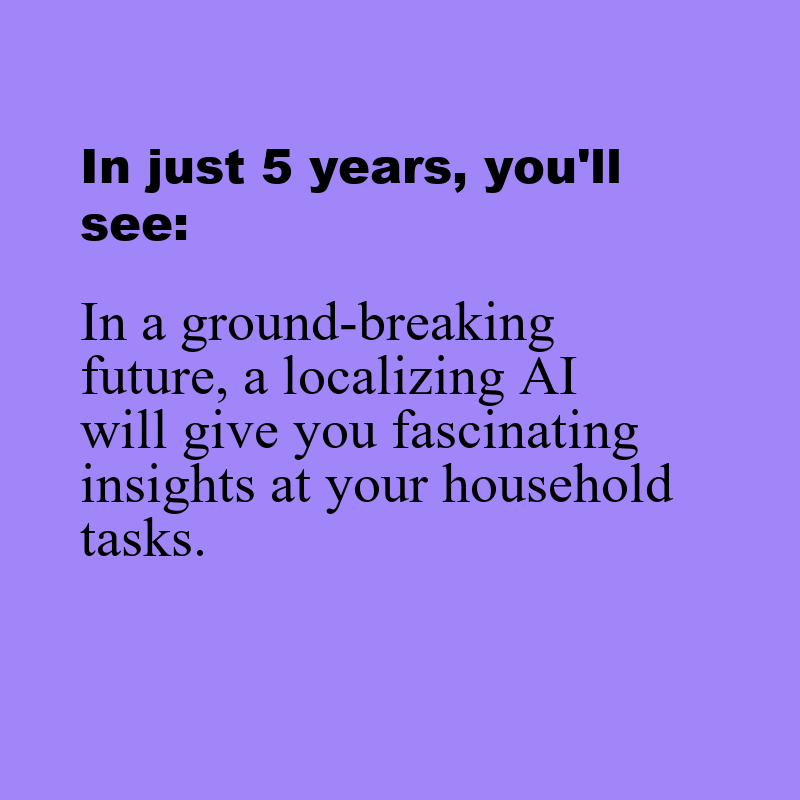 In just 5 years, you'll
see:
In a ground-breaking
future, a localizing AI
will give you fascinating
insights at your household
tasks.